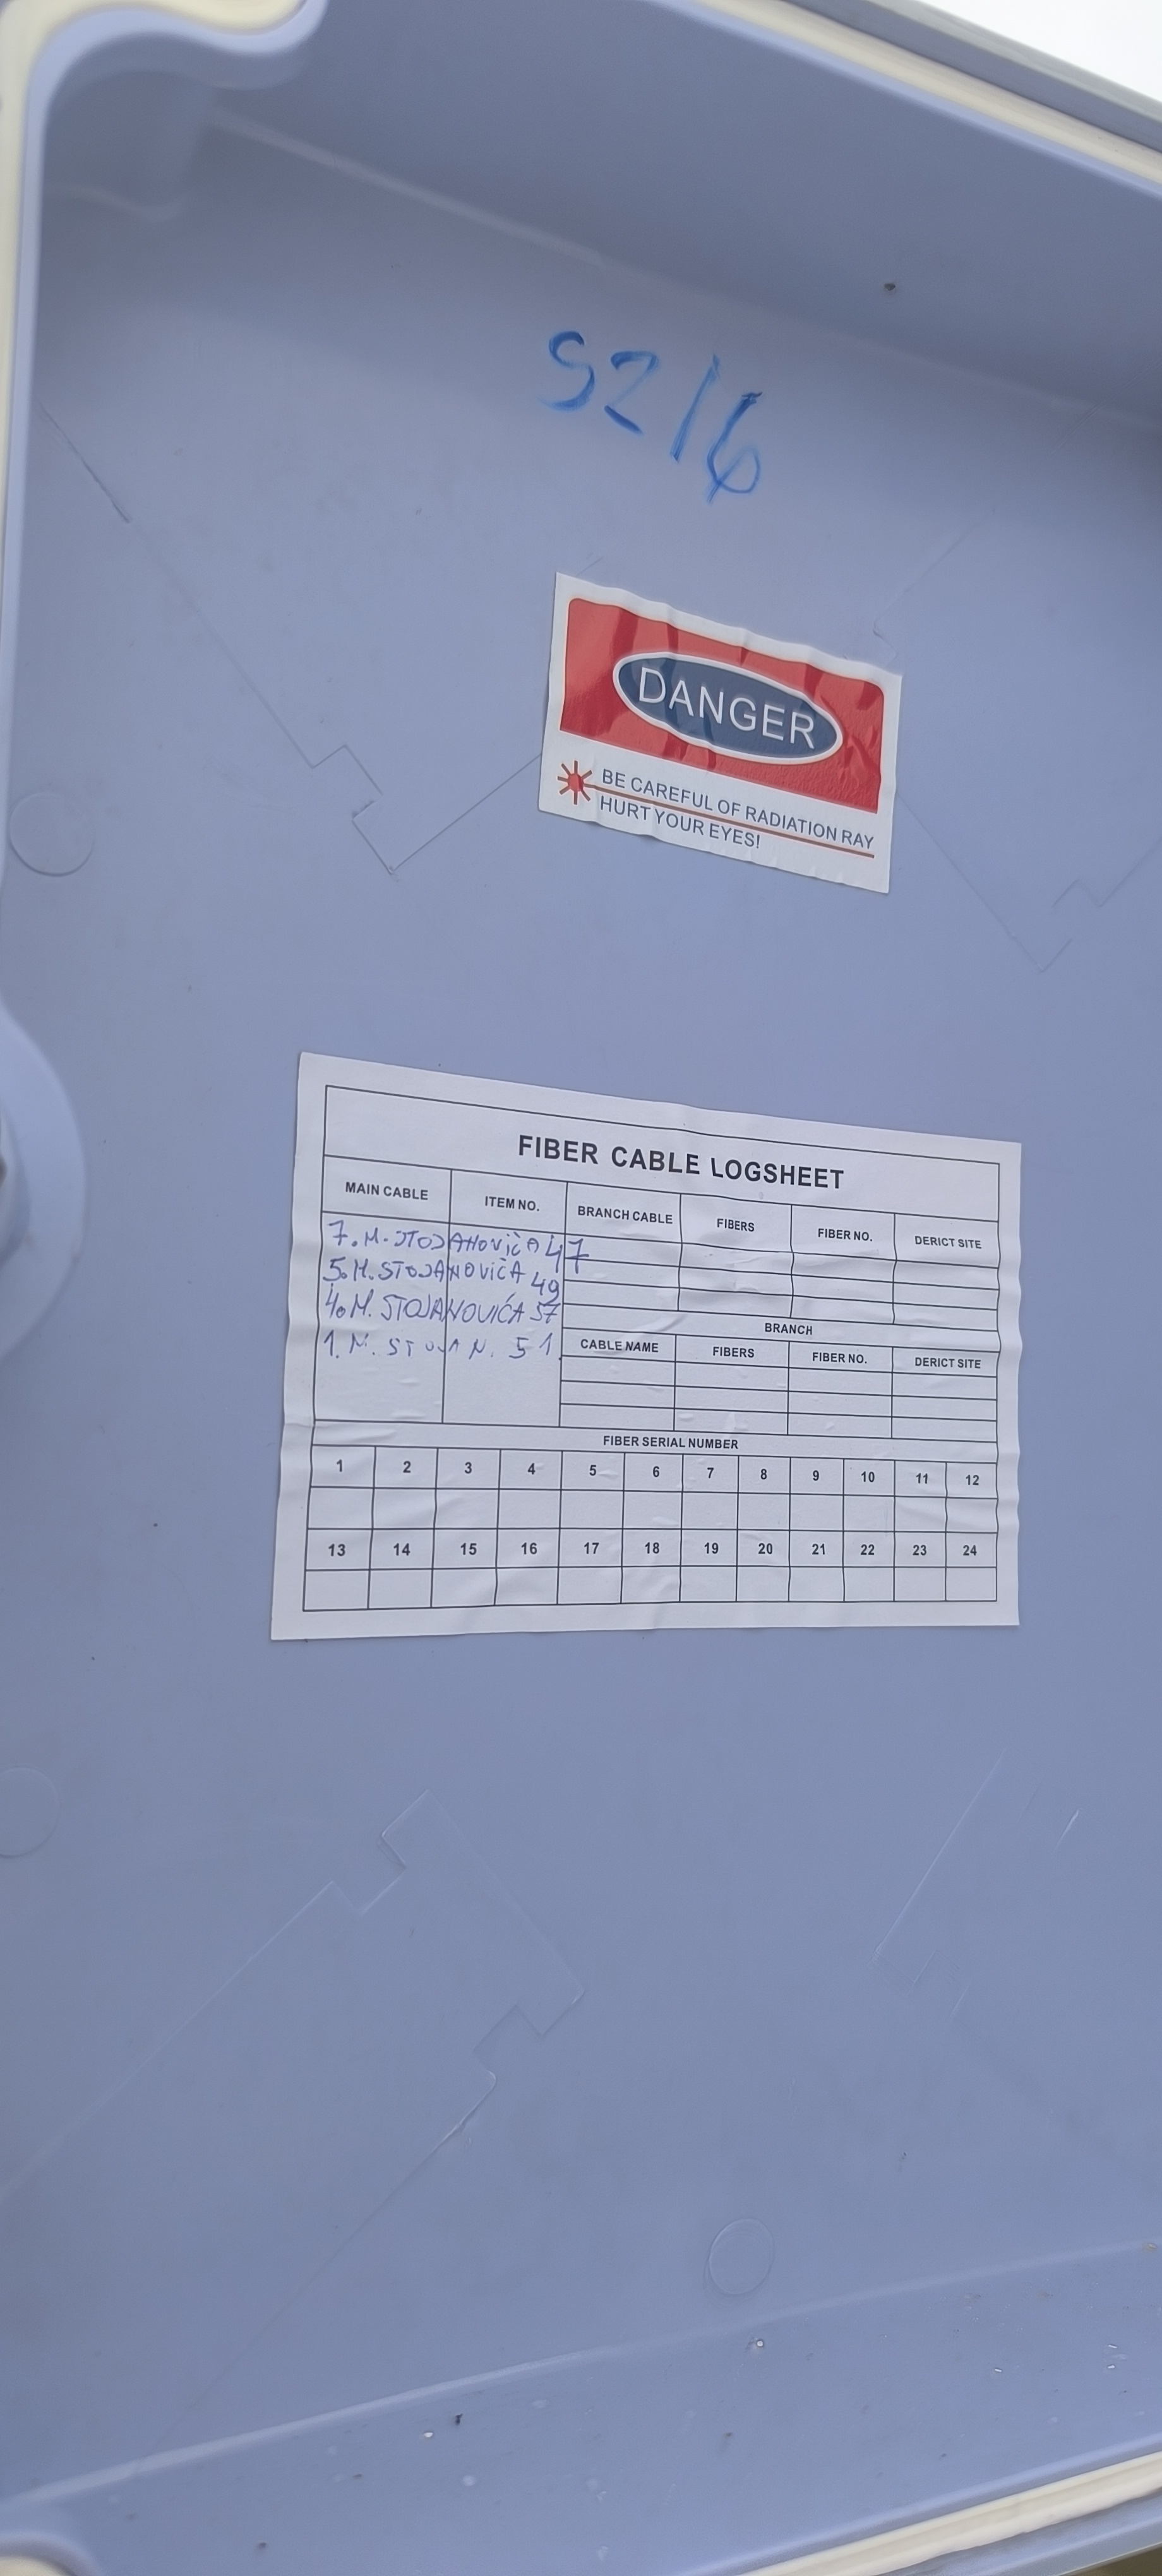 S2/6
DANGER
BE CAREFUL OF RADIATION RAY
HURT YOUR EYES!
FIBER CABLE LOGSHEET
MAIN CABLE ITEM NO. BRANCH CABLE FIBERS FIBER NO. DERICT SITE
7. M. STOJANOVIĆA 47
5. M. STOJANOVIĆA 49
4. M. STOJANOVIĆA 57
1. M. STOJAN. 51.
BRANCH
CABLE NAME FIBERS FIBER NO. DERICT SITE
FIBER SERIAL NUMBER
1 2 3 4 5 6 7 8 9 10 11 12
13 14 15 16 17 18 19 20 21 22 23 24